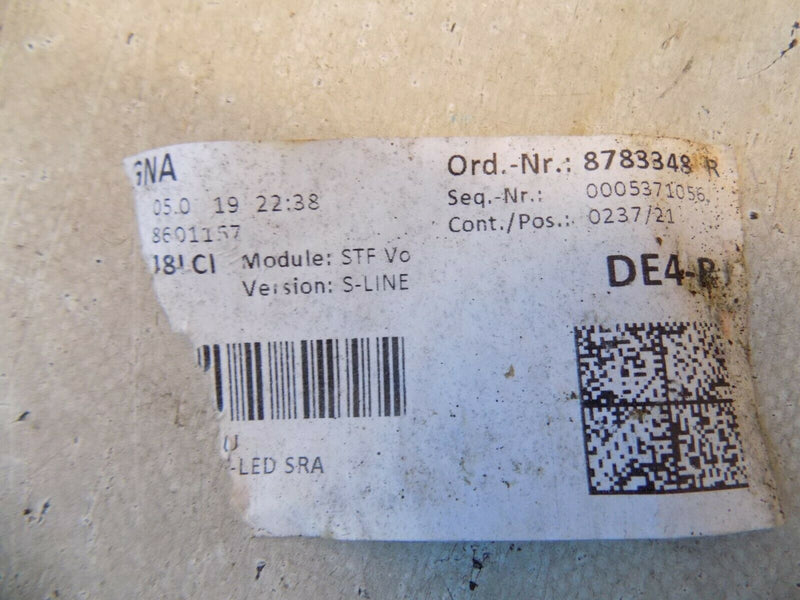 GNA
Ord.-Nr.: 8783348 R
05.0 19 22:38
Seq.-Nr.: 0005371056
8601157
Cont./Pos.: 0237/21
Module: STF Vo
DE4-
Version: S-LINE
-LED SRA